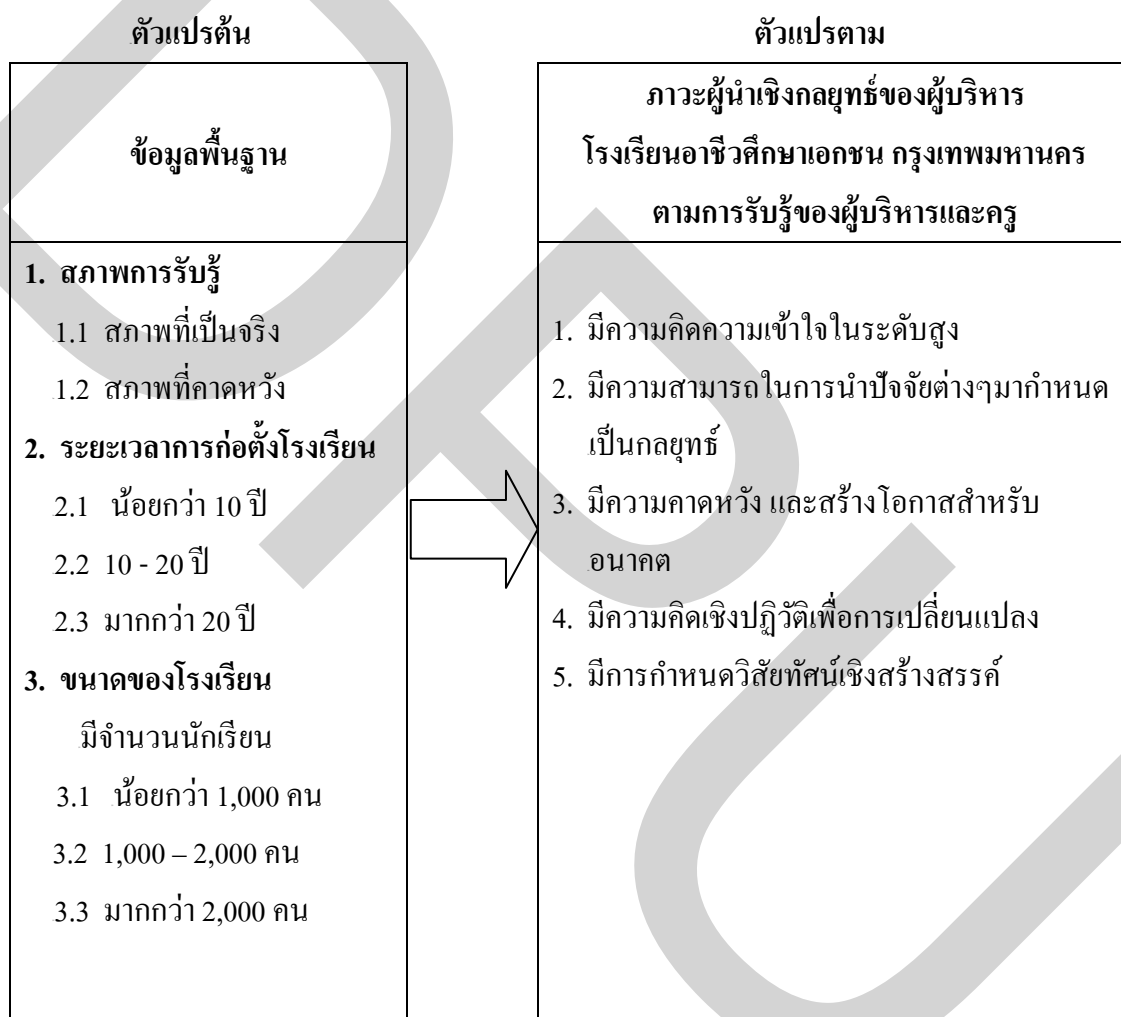 ตัวแปรต้น
ข้อมูลพื้นฐาน
1. สภาพการรับรู้
1.1 สภาพที่เป็นจริง
1.2 สภาพที่คาดหวัง
2. ระยะเวลาการก่อตั้งโรงเรียน
2.1 น้อยกว่า 10 ปี
2.2 10 - 20 ปี
2.3 มากกว่า 20 ปี
3. ขนาดของโรงเรียน
มีจำนวนนักเรียน
3.1 น้อยกว่า 1,000 คน
3.2 1,000 – 2,000 คน
3.3 มากกว่า 2,000 คน
ตัวแปรตาม
ภาวะผู้นำเชิงกลยุทธ์ของผู้บริหาร
โรงเรียนอาชีวศึกษาเอกชน กรุงเทพมหานคร
ตามการรับรู้ของผู้บริหารและครู
1. มีความคิดความเข้าใจในระดับสูง
2. มีความสามารถในการนำปัจจัยต่างๆมากำหนด
เป็นกลยุทธ์
3. มีความคาดหวัง และสร้างโอกาสสำหรับ
อนาคต
4. มีความคิดเชิงปฏิวัติเพื่อการเปลี่ยนแปลง
5. มีการกำหนดวิสัยทัศน์เชิงสร้างสรรค์
DPU